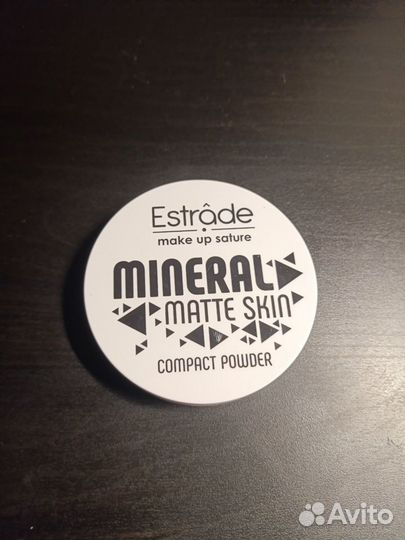 Estrâde
make up sature
MINERAL
MATTE SKIN
COMPACT POWDER
Avito